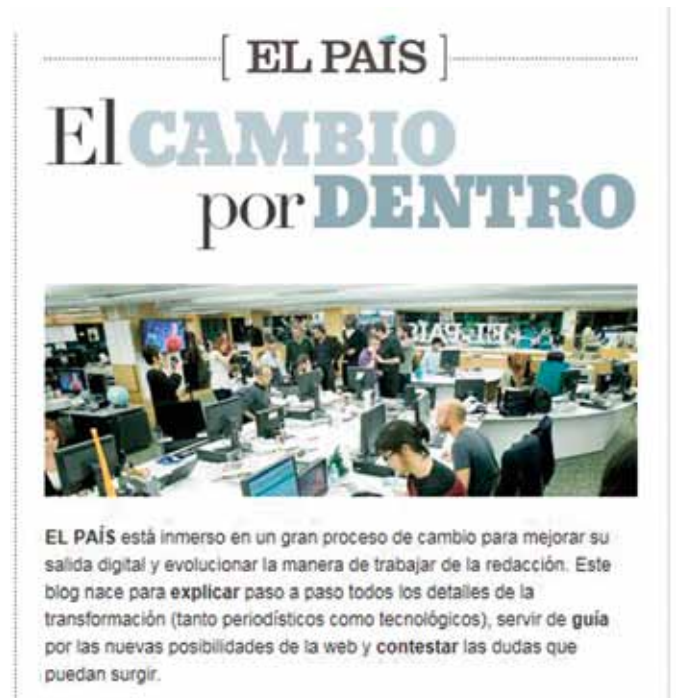 [ EL PAÍS ]
El CAMBIO
por DENTRO
EL PAÍS
EL PAÍS está inmerso en un gran proceso de cambio para mejorar su
salida digital y evolucionar la manera de trabajar de la redacción. Este
blog nace para explicar paso a paso todos los detalles de la
transformación (tanto periodísticos como tecnológicos), servir de guía
por las nuevas posibilidades de la web y contestar las dudas que
puedan surgir.